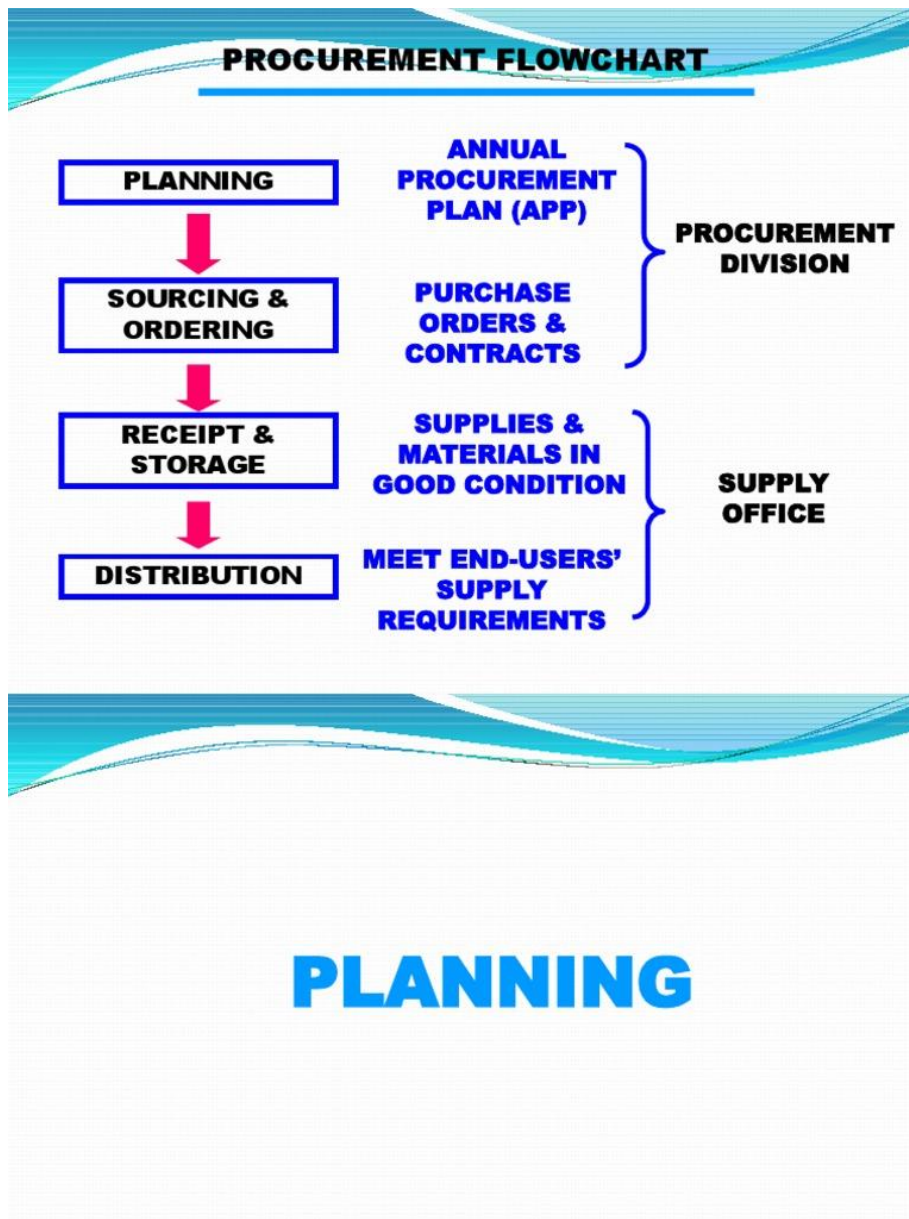 PROCUREMENT FLOWCHART
PLANNING
ANNUAL
PROCUREMENT
PLAN (APP)
PROCUREMENT
DIVISION
SOURCING &
ORDERING
PURCHASE
ORDERS &
CONTRACTS
RECEIPT &
STORAGE
SUPPLIES &
MATERIALS IN
GOOD CONDITION
SUPPLY
OFFICE
DISTRIBUTION
MEET END-USERS’
SUPPLY
REQUIREMENTS
PLANNING